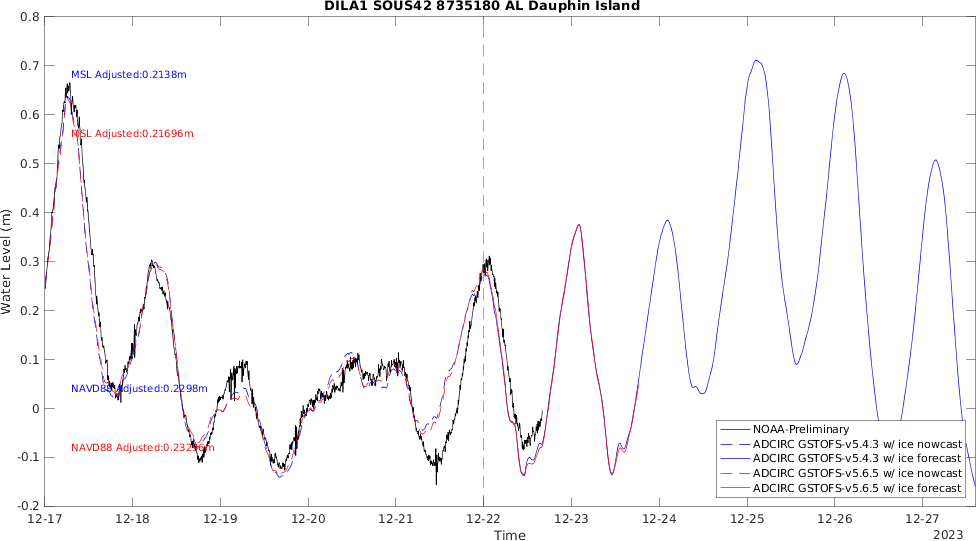 DILA1 SOUS42 8735180 AL Dauphin Island
0.8
0.7
MSL Adjusted:0.2138m
0.6
MSL Adjusted:0.21696m
0.5
0.4
0.3
0.2
0.1
NAVD88 Adjusted:0.2298m
0
NAVD88 Adjusted:0.23296m
-0.1
-0.2
Water Level (m)
NOAA-Preliminary
ADCIRC GSTOFS-v5.4.3 w/ ice nowcast
ADCIRC GSTOFS-v5.4.3 w/ ice forecast
ADCIRC GSTOFS-v5.6.5 w/ ice nowcast
ADCIRC GSTOFS-v5.6.5 w/ ice forecast
12-17 12-18 12-19 12-20 12-21 12-22 12-23 12-24 12-25 12-26 12-27
Time
2023